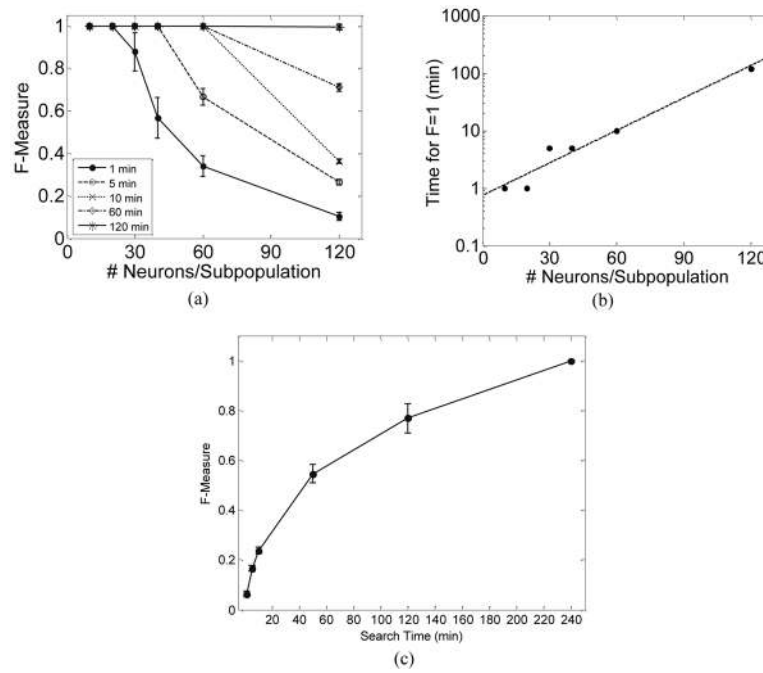 1
0.8
0.6
0.4
0.2
0
F-Measure
1 min
5 min
10 min
60 min
120 min
0 30 60 90 120
# Neurons/Subpopulation
(a)
1000
100
10
1
0.1
Time for F=1 (min)
0 30 60 90 120
# Neurons/Subpopulation
(b)
1
0.8
0.6
0.4
0.2
0
F-Measure
20 40 60 80 100 120 140 160 180 200 220 240
Search Time (min)
(c)